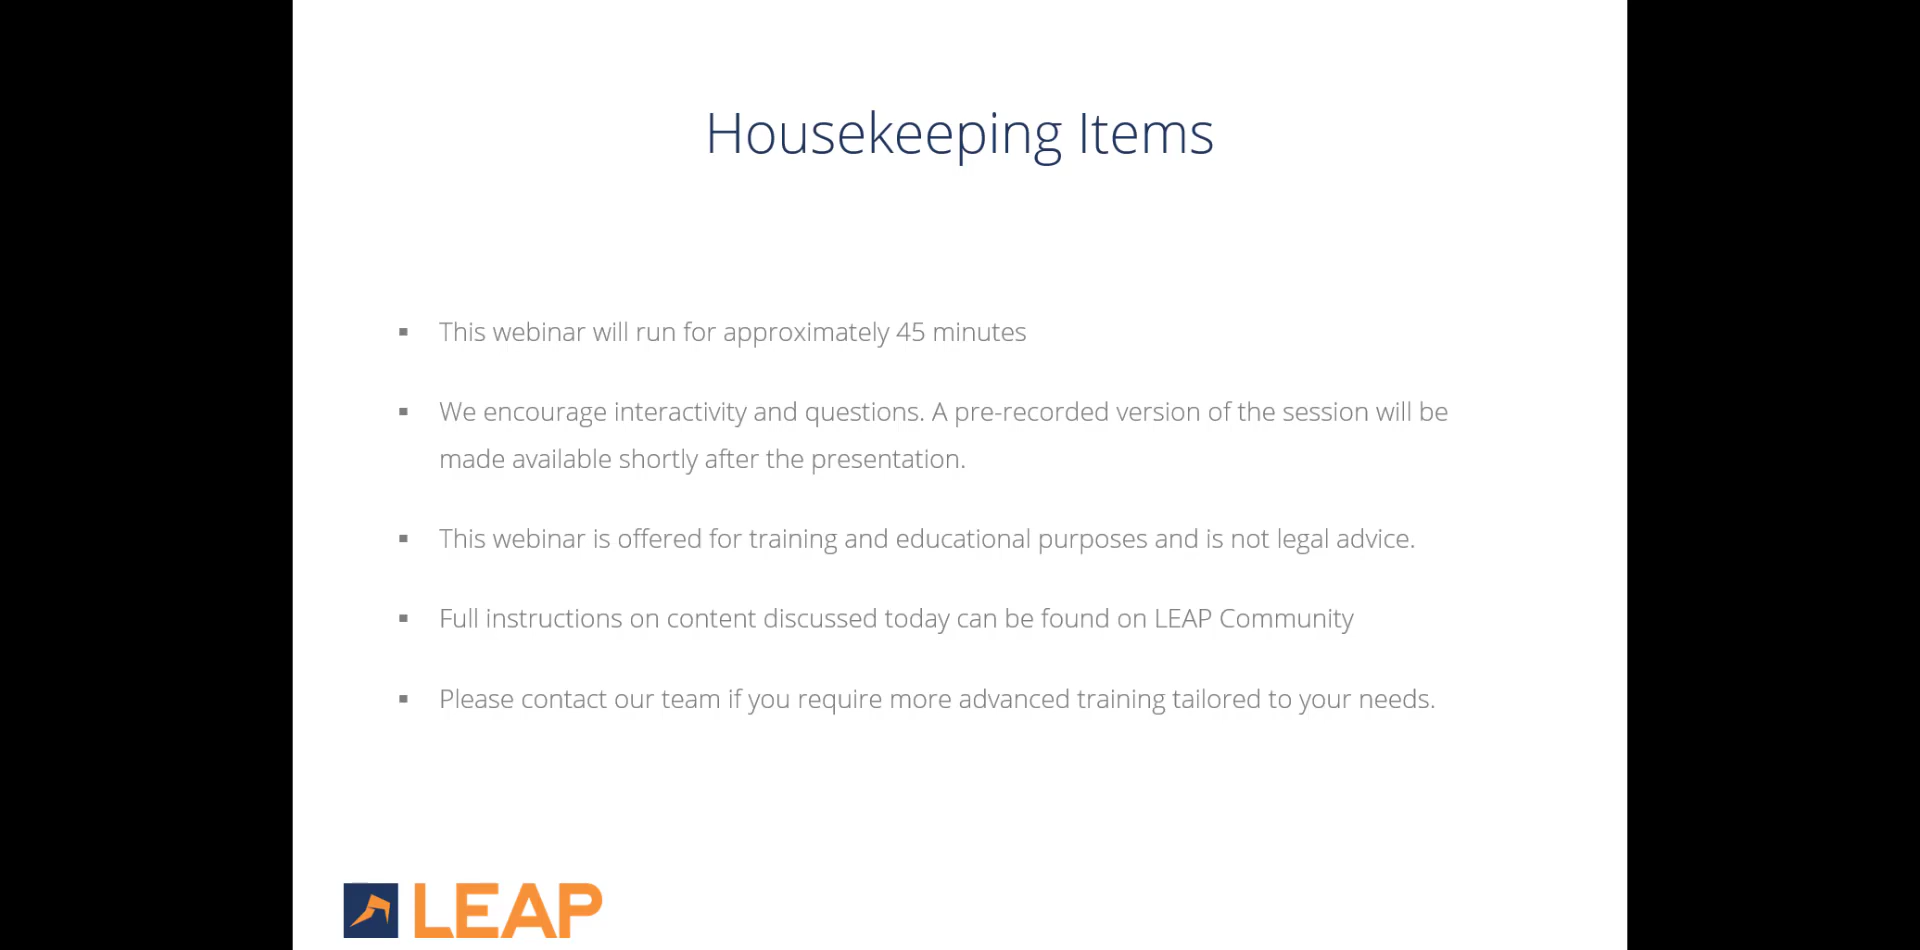 Housekeeping Items
▪ This webinar will run for approximately 45 minutes
▪ We encourage interactivity and questions. A pre-recorded version of the session will be
made available shortly after the presentation.
▪ This webinar is offered for training and educational purposes and is not legal advice.
▪ Full instructions on content discussed today can be found on LEAP Community
▪ Please contact our team if you require more advanced training tailored to your needs.
LEAP